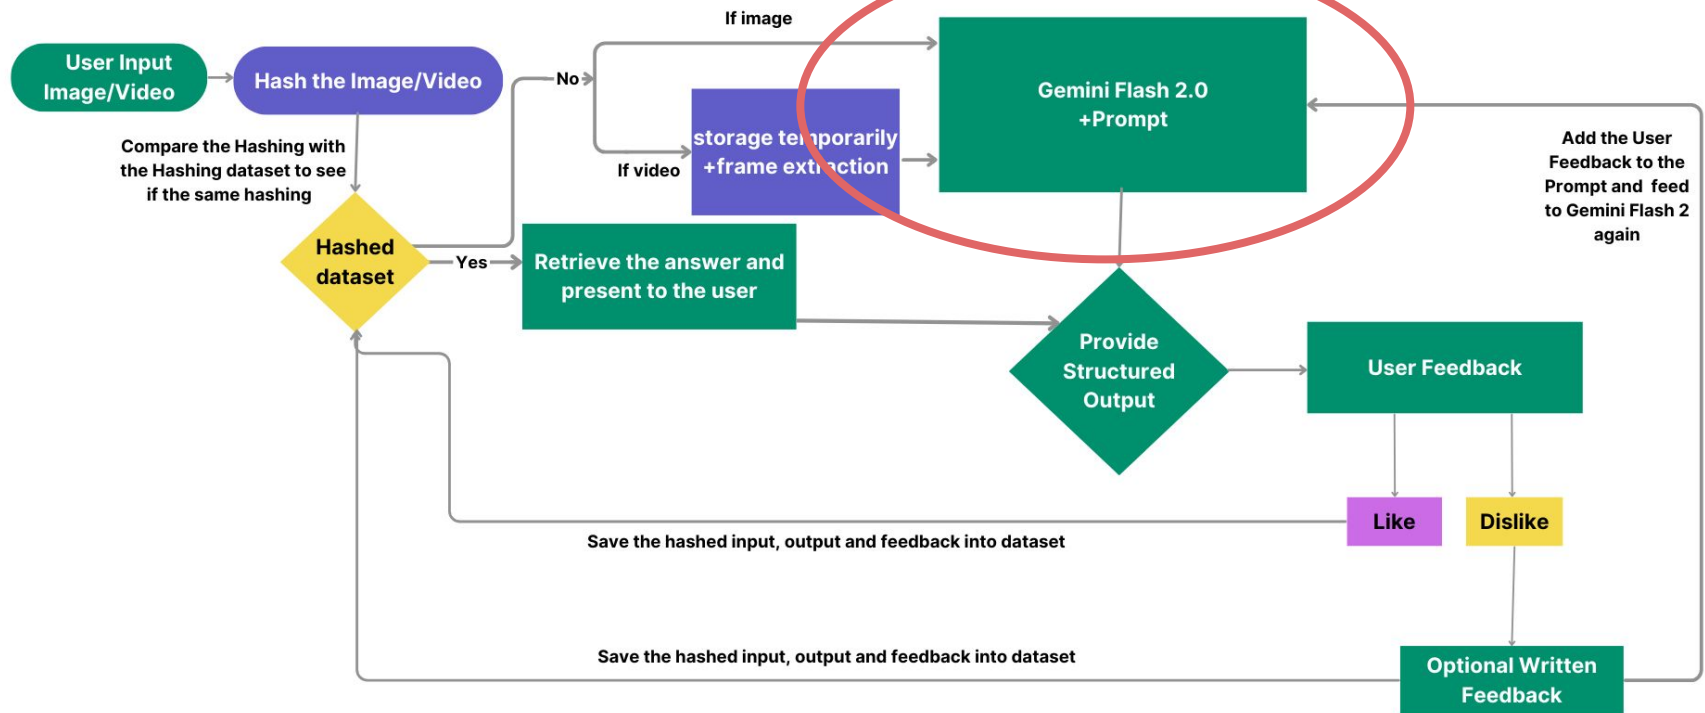 User Input
Image/Video
Hash the Image/Video
Compare the Hashing with
the Hashing dataset to see
if the same hashing
Hashed
dataset
No
Yes
If image
If video
storage temporarily
+frame extraction
Gemini Flash 2.0
+Prompt
Retrieve the answer and
present to the user
Provide
Structured
Output
User Feedback
Like
Dislike
Optional Written
Feedback
Add the User
Feedback to the
Prompt and feed
to Gemini Flash 2
again
Save the hashed input, output and feedback into dataset
Save the hashed input, output and feedback into dataset